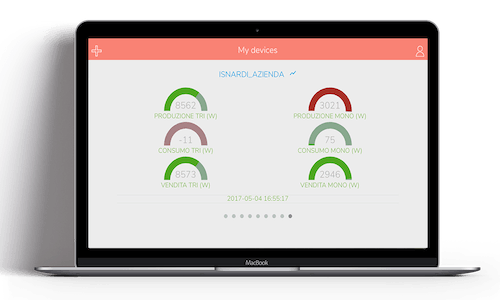 My devices
ISNARDI_AZIENDA
8562 3021
PRODUZIONE TRI (W) PRODUZIONE MONO (W)
-11 75
CONSUMO TRI (W) CONSUMO MONO (W)
8573 2946
VENDITA TRI (W) VENDITA MONO (W)
2017-05-04 16:55:17
MacBook